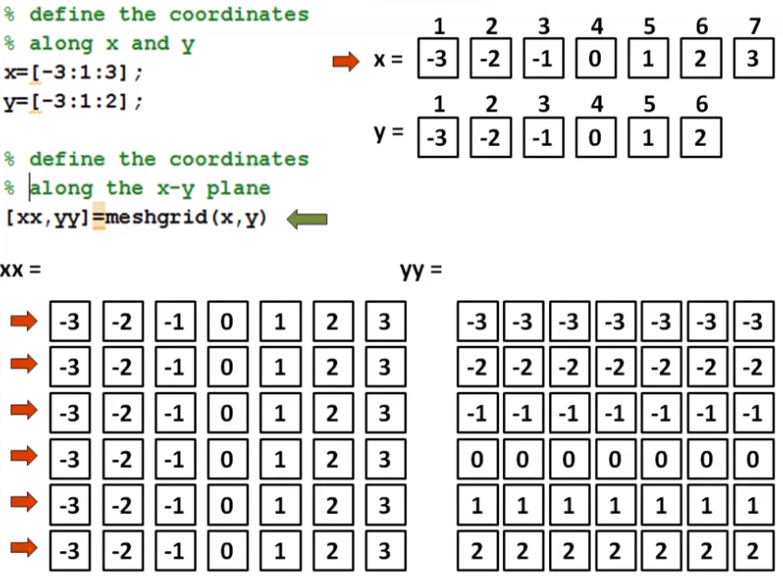 % define the coordinates
% along x and y
x=[-3:1:3];
y=[-3:1:2];
1 2 3 4 5 6 7
x = -3 -2 -1 0 1 2 3
1 2 3 4 5 6
y = -3 -2 -1 0 1 2
% define the coordinates
% along the x-y plane
[xx,yy]=meshgrid(x,y)
xx =
-3 -2 -1 0 1 2 3
-3 -2 -1 0 1 2 3
-3 -2 -1 0 1 2 3
-3 -2 -1 0 1 2 3
-3 -2 -1 0 1 2 3
-3 -2 -1 0 1 2 3
yy =
-3 -3 -3 -3 -3 -3 -3
-2 -2 -2 -2 -2 -2 -2
-1 -1 -1 -1 -1 -1 -1
0 0 0 0 0 0 0
1 1 1 1 1 1 1
2 2 2 2 2 2 2